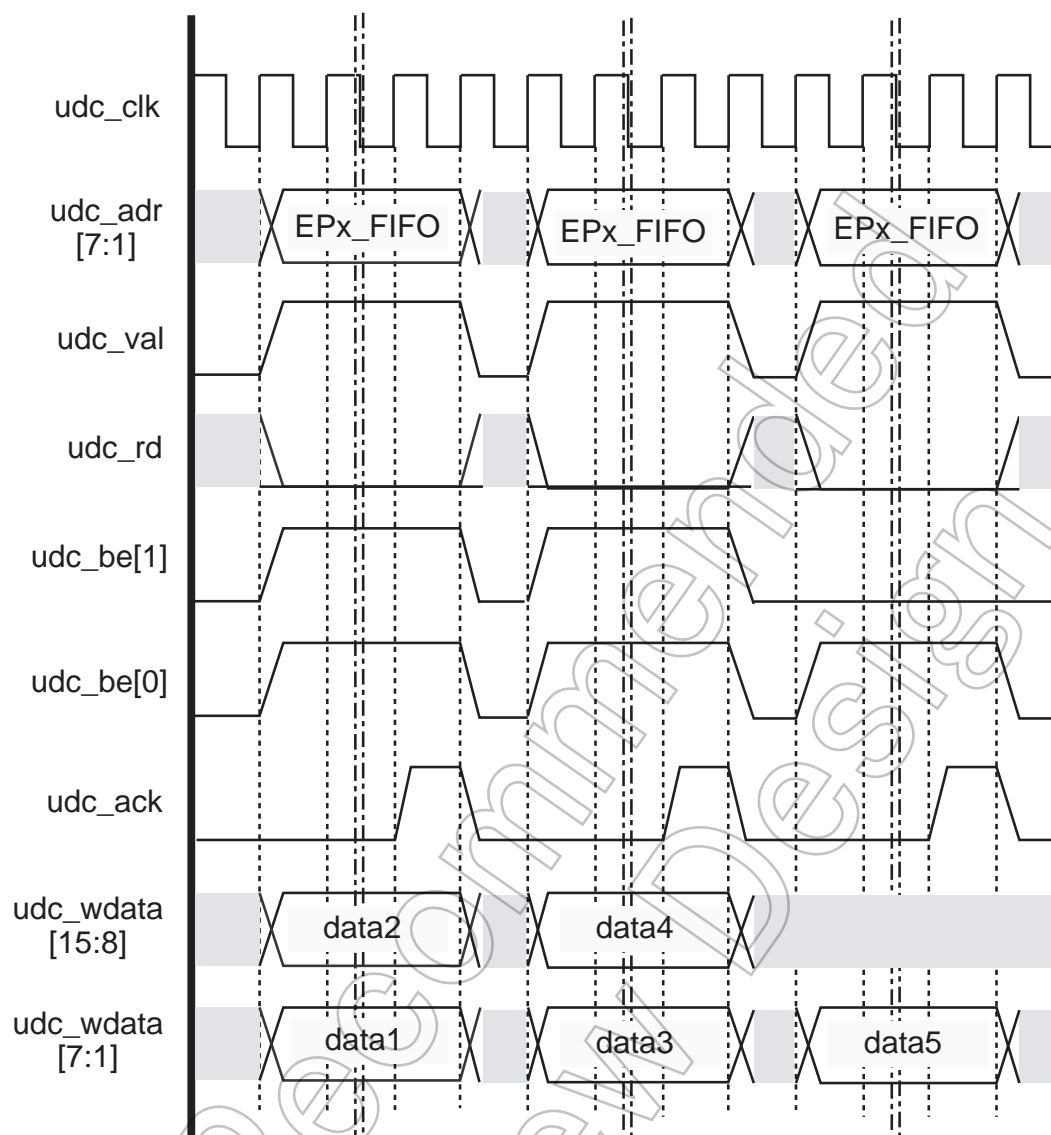 udc_clk
udc_adr
[7:1]
EPx_FIFO
EPx_FIFO
EPx_FIFO
udc_val
udc_rd
udc_be[1]
udc_be[0]
udc_ack
udc_wdata
[15:8]
data2
data4
udc_wdata
[7:1]
data1
data3
data5
Recommended
Design